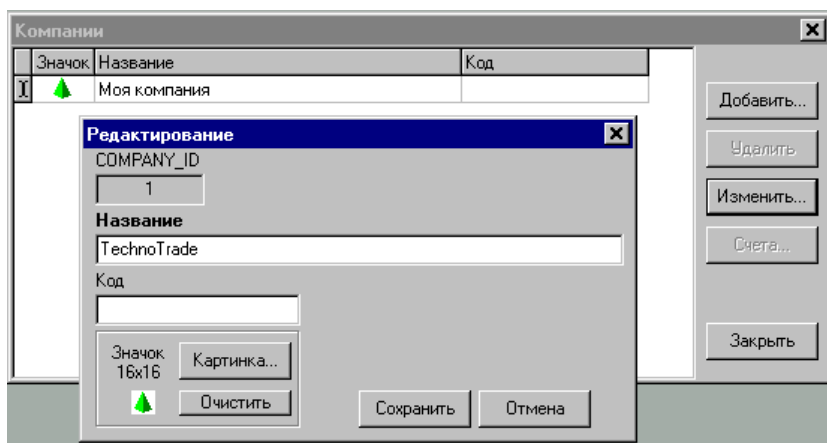 Компании
Значок Название Код
Моя компания
Добавить...
Удалить
Изменить...
Счета...
Закрыть
Редактирование
COMPANY_ID
1
Название
TechnoTrade
Код
Значок
16x16
Картинка...
Очистить
Сохранить Отмена